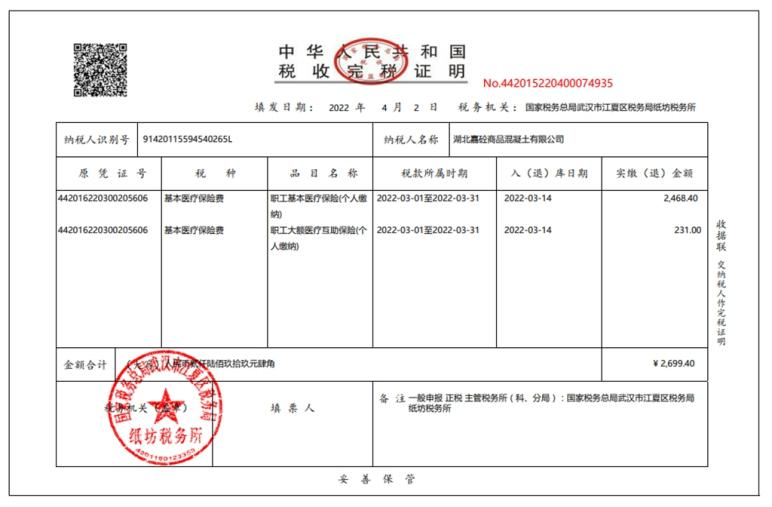 中华人民共和国
税收完税证明
No.442015220400074935
填发日期: 2022 年 4 月 2 日 税务机关: 国家税务总局武汉市江夏区税务局纸坊税务所
纳税人识别号 91420115594540265L 纳税人名称 湖北嘉砼商品混凝土有限公司
原凭证号 税种 品目名称 税款所属时期 入(退)库日期 实缴(退)金额
442016220300205606 基本医疗保险费 职工基本医疗保险(个人缴 2022-03-01至2022-03-31 2022-03-14 2,468.40
纳)
442016220300205606 基本医疗保险费 职工大额医疗互助保险(个 2022-03-01至2022-03-31 2022-03-14 231.00
人缴纳)
金额合计 (大写)人民币贰仟陆佰玖拾玖元肆角 ¥ 2,699.40
税务机关(盖章)
填票人
备注 一般申报 正税 主管税务所(科、分局):国家税务总局武汉市江夏区税务局
纸坊税务所
国家税务总局武汉市江夏区税务局
纸坊税务所
收据联 交纳税人作完税证明
妥善保管